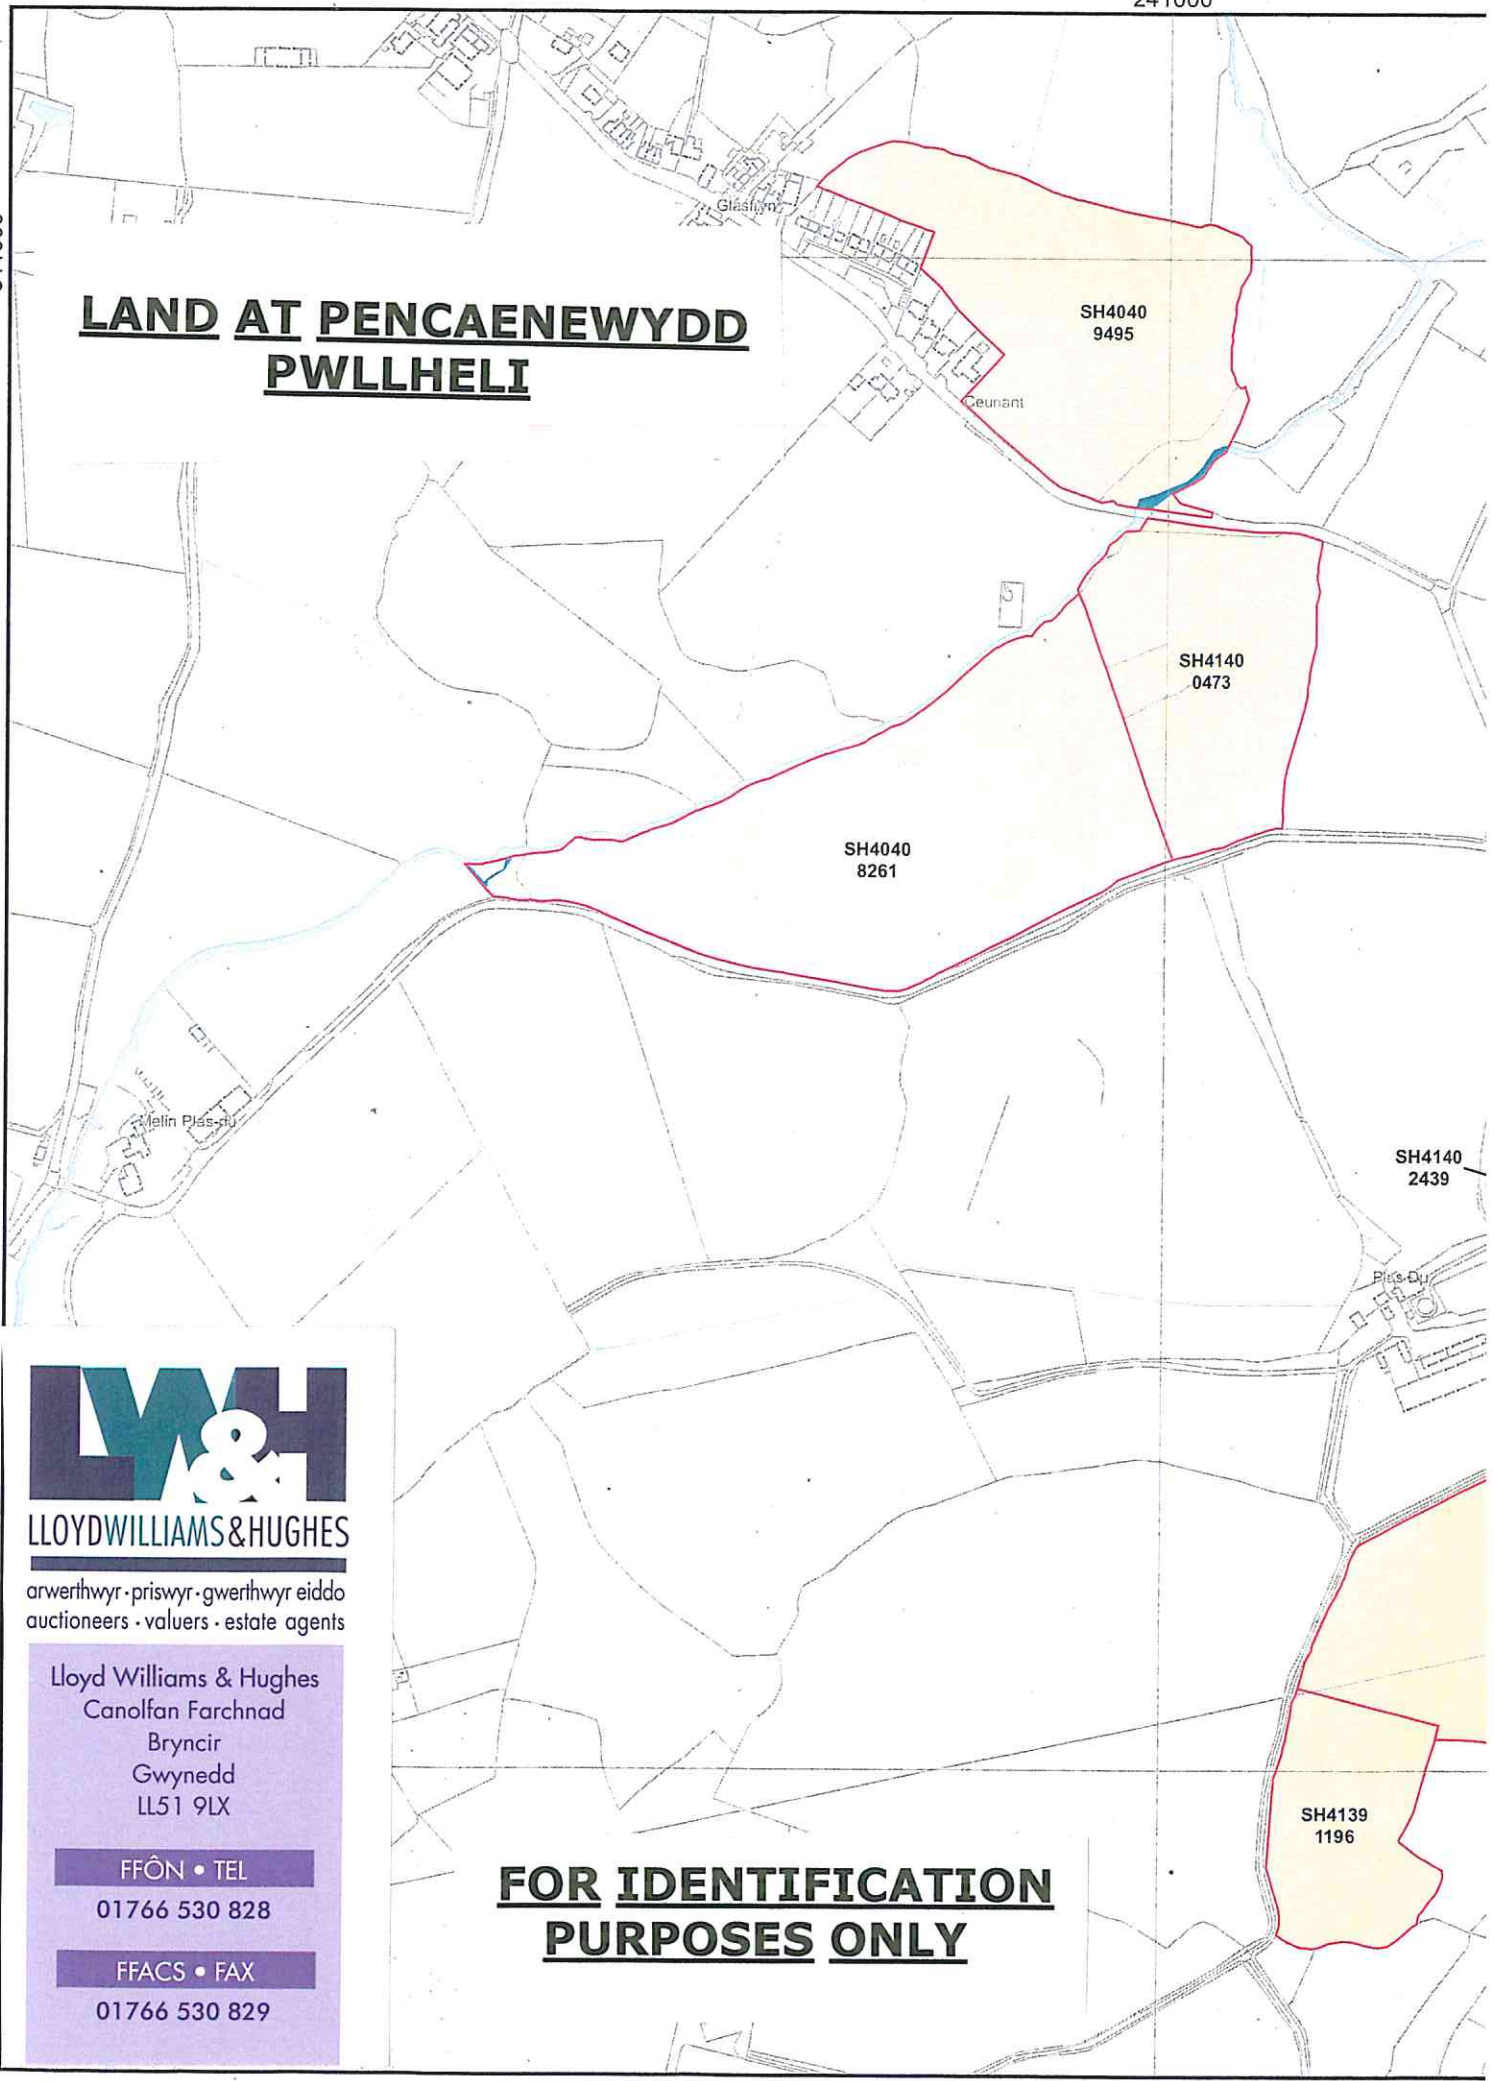 241000
Glasfryn
LAND AT PENCAENEWYDD
PWLLHELI
SH4040
9495
Ceunant
SH4140
0473
SH4040
8261
Melin Plas-du
SH4140
2439
Plas Du
LW&H
LLOYDWILLIAMS&HUGHES
arwerthwyr · priswyr · gwerthwyr eiddo
auctioneers · valuers · estate agents
Lloyd Williams & Hughes
Canolfan Farchnad
Bryncir
Gwynedd
LL51 9LX
FFÔN • TEL
01766 530 828
FFACS • FAX
01766 530 829
SH4139
1196
FOR IDENTIFICATION
PURPOSES ONLY